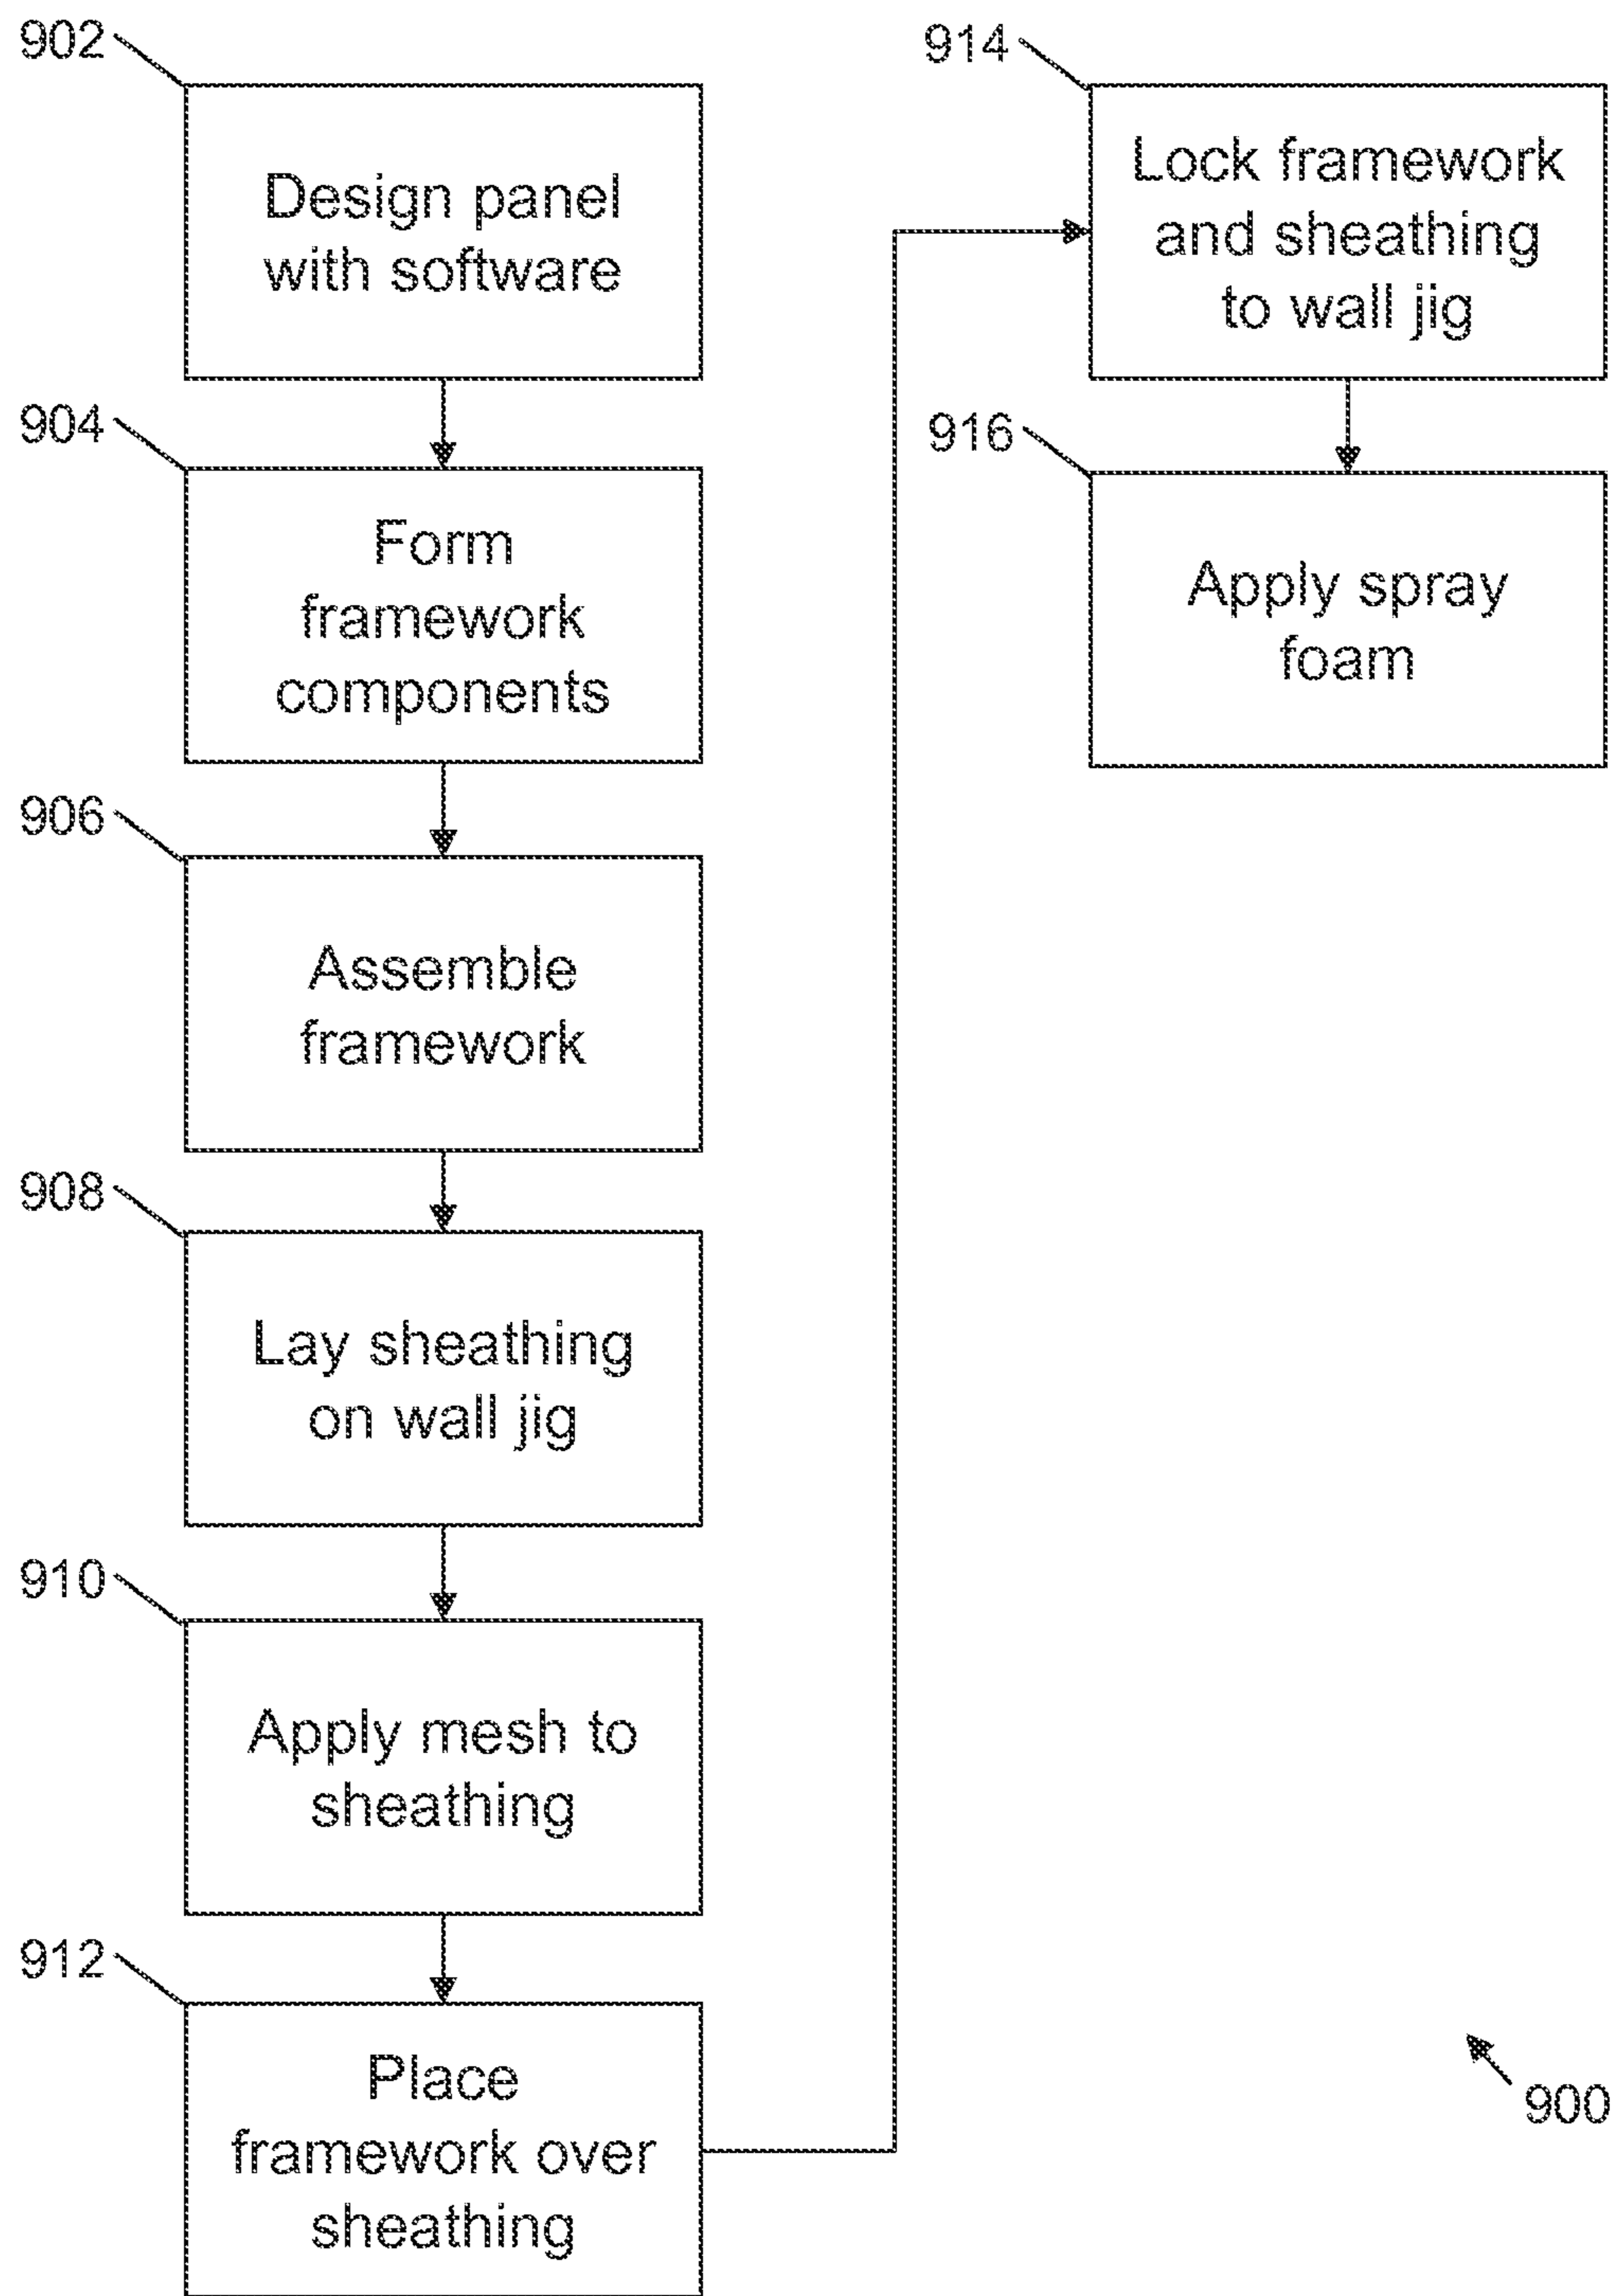 902
Design panel
with software
904
Form
framework
components
906
Assemble
framework
908
Lay sheathing
on wall jig
910
Apply mesh to
sheathing
912
Place
framework over
sheathing
914
Lock framework
and sheathing
to wall jig
916
Apply spray
foam
900